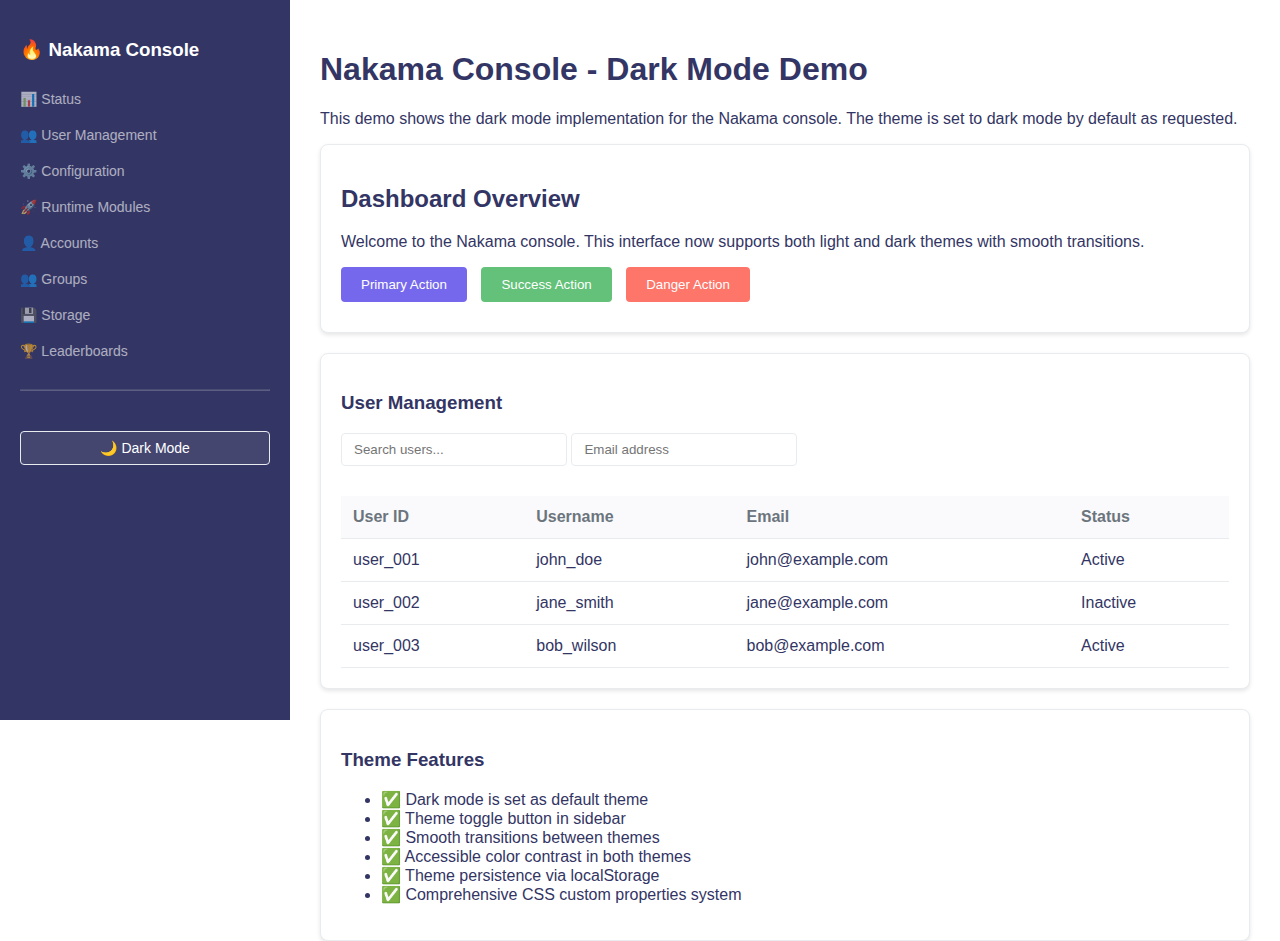 🔥 Nakama Console
📊 Status
👥 User Management
⚙️ Configuration
🚀 Runtime Modules
👤 Accounts
👥 Groups
💾 Storage
🏆 Leaderboards
🌙 Dark Mode
Nakama Console - Dark Mode Demo
This demo shows the dark mode implementation for the Nakama console. The theme is set to dark mode by default as requested.
Dashboard Overview
Welcome to the Nakama console. This interface now supports both light and dark themes with smooth transitions.
Primary Action Success Action Danger Action
User Management
Search users... Email address
User ID Username Email Status
user_001 john_doe john@example.com Active
user_002 jane_smith jane@example.com Inactive
user_003 bob_wilson bob@example.com Active
Theme Features
• ✅ Dark mode is set as default theme
• ✅ Theme toggle button in sidebar
• ✅ Smooth transitions between themes
• ✅ Accessible color contrast in both themes
• ✅ Theme persistence via localStorage
• ✅ Comprehensive CSS custom properties system